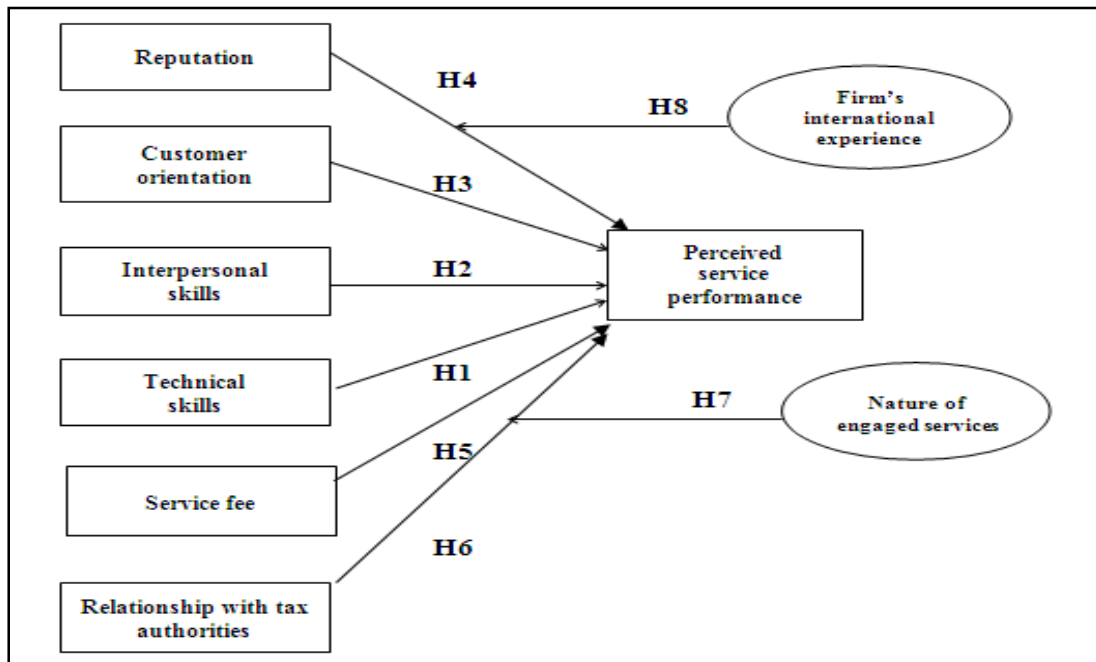 Reputation
H4
Firm's
international
experience
H8
Customer
orientation
H3
Interpersonal
skills
H2
Perceived
service
performance
Technical
skills
H1
H7
Nature of
engaged services
Service fee
H5
H6
Relationship with tax
authorities